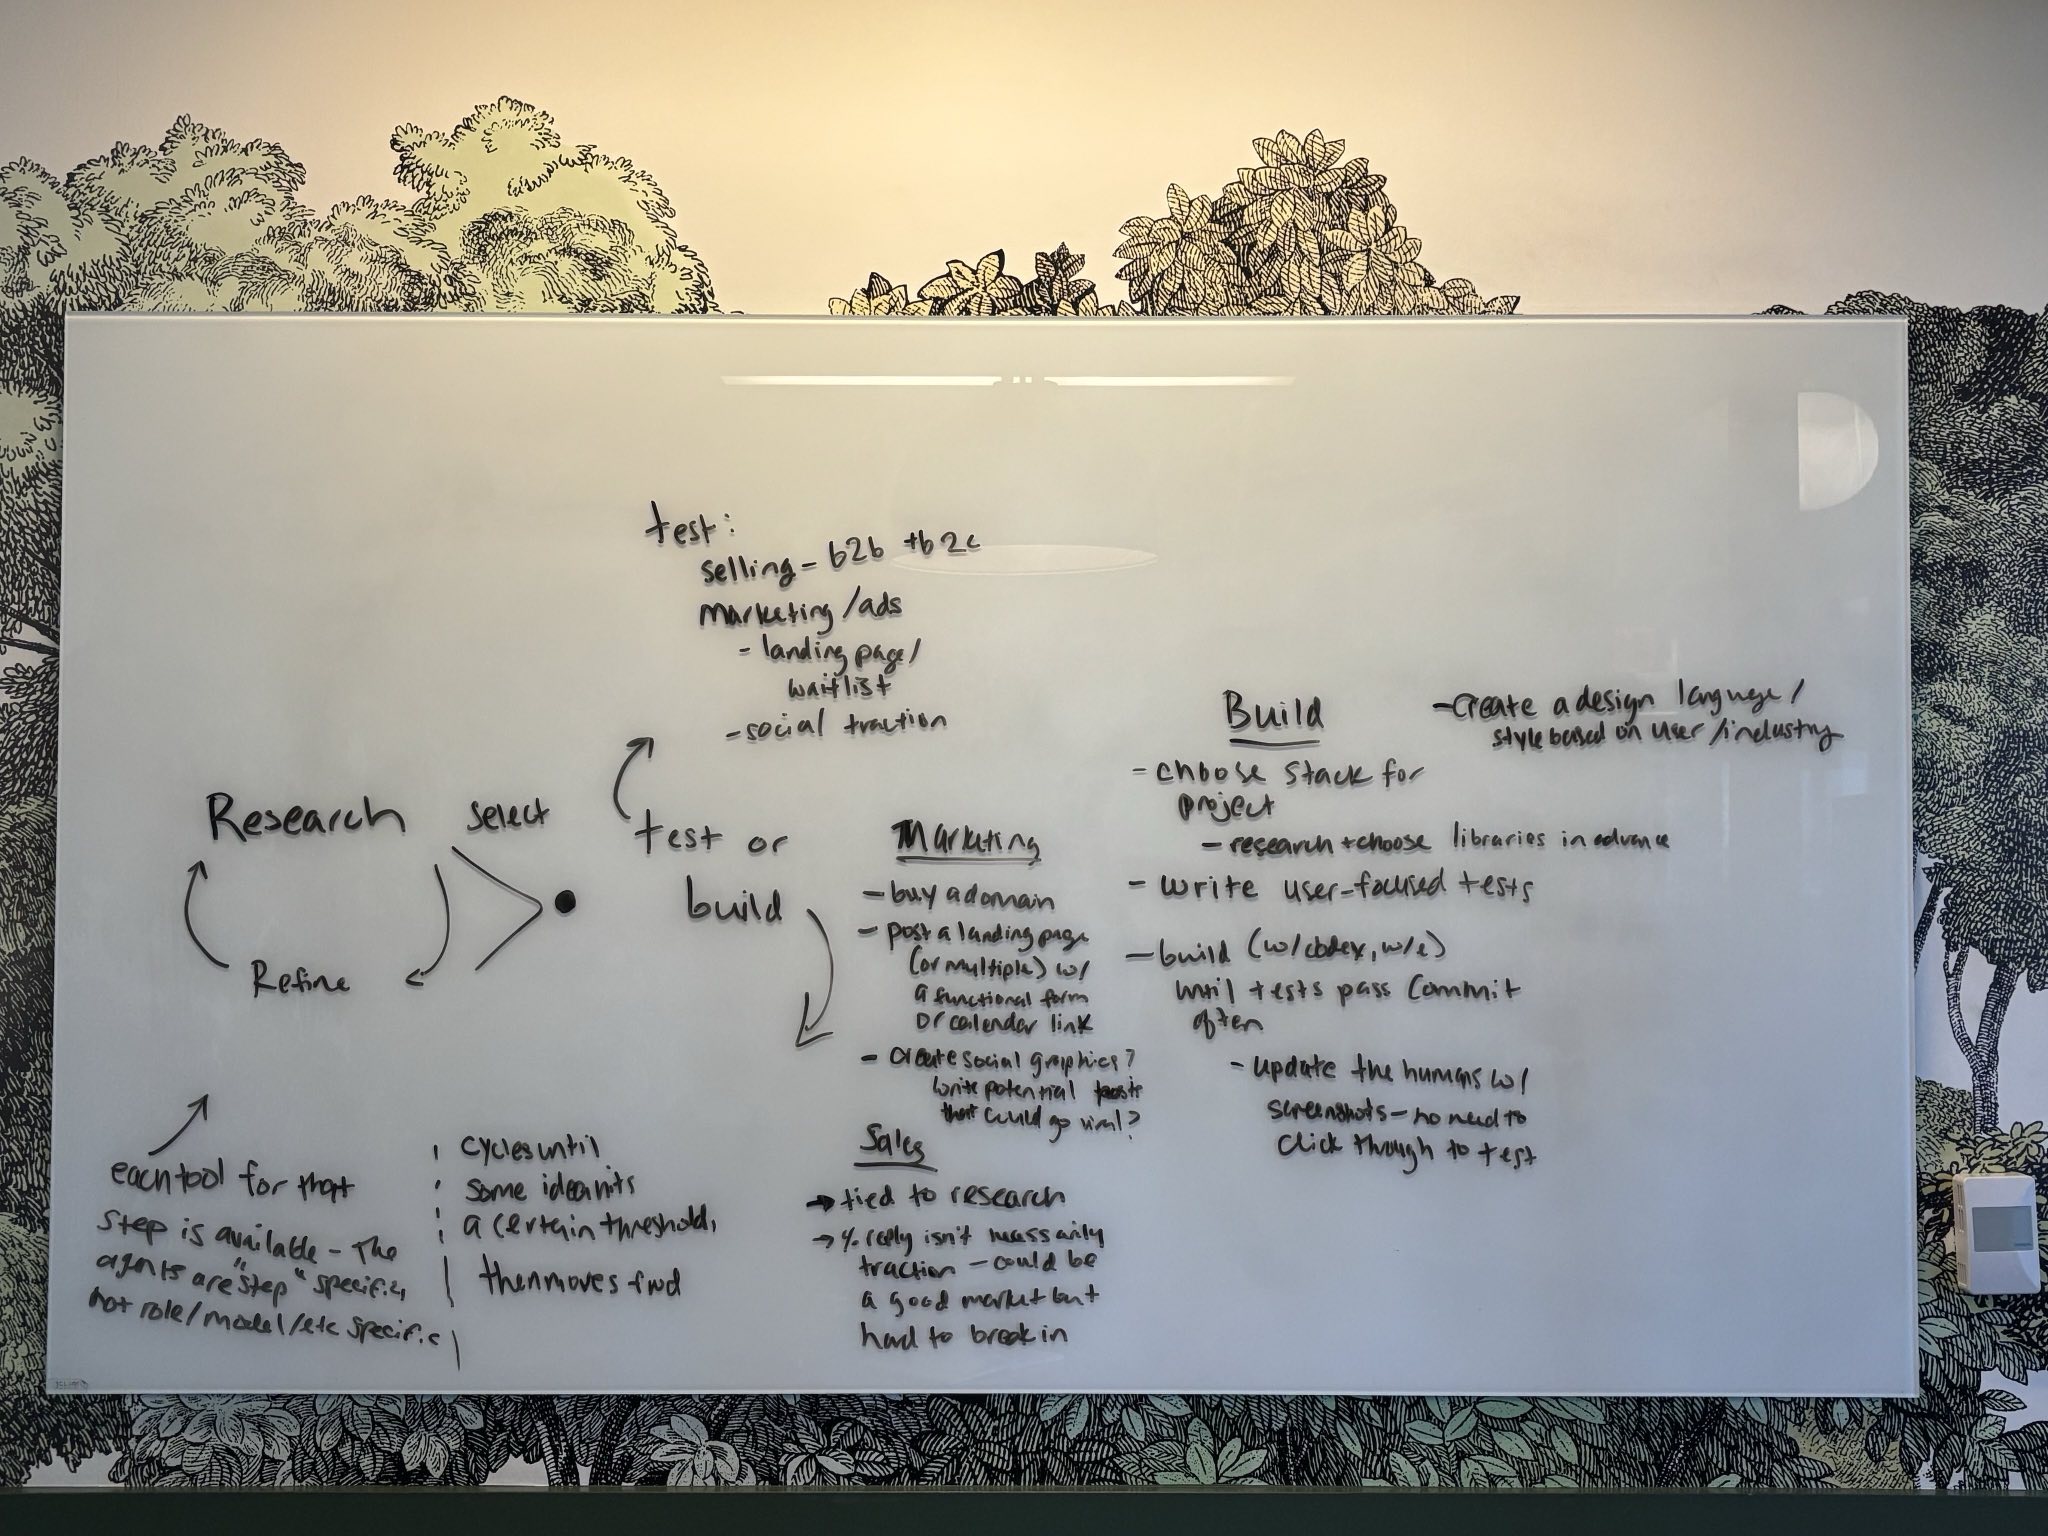 test:
selling - b2b + b2c
marketing / ads
- landing page /
waitlist
- social traction
Research
select
Refine
test or
build
each tool for that
step is available - The
agents are "step" specific,
not role/model/etc specific
cycles until
some idea hits
a certain threshold,
then moves fwd
Marketing
- buy a domain
- post a landing page
(or multiple) w/
a functional form
or calendar link
- create social graphics?
write potential posts
that could go viral?
Sales
→ tied to research
→ % reply isn't necessarily
traction - could be
a good market but
hard to break in
Build
- choose stack for
project
- research + choose libraries in advance
- write user-focused tests
- build (w/codex, w/e)
until tests pass commit
often
- update the humans w/
screenshots - no need to
click through to test
- create a design language /
style based on user /industry